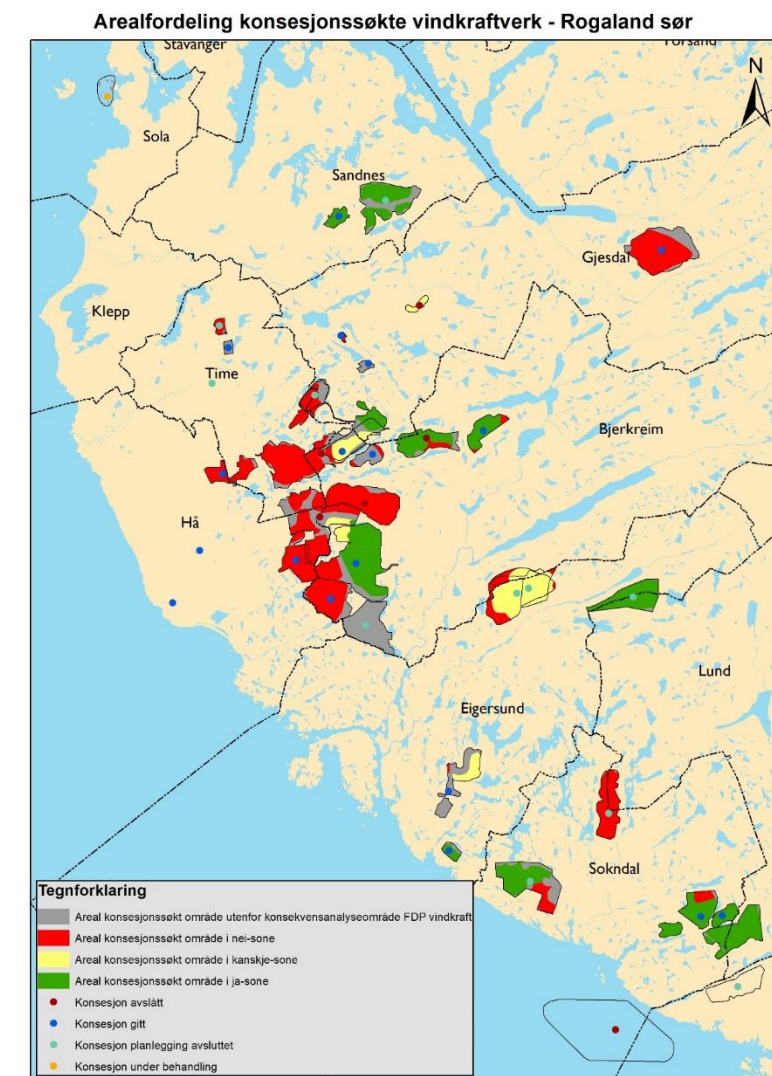 Arealfordeling konsesjonssøkte vindkraftverk - Rogaland sør
Stavanger
Forsand
N
Sola
Sandnes
Gjesdal
Klepp
Time
Bjerkreim
Hå
Lund
Eigersund
Sokndal
Tegnforklaring
Areal konsesjonssøkt område utenfor konsekvensanalyseområde FDP vindkraft
Areal konsesjonssøkt område i nei-sone
Areal konsesjonssøkt område i kanskje-sone
Areal konsesjonssøkt område i ja-sone
Konsesjon avslått
Konsesjon gitt
Konsesjon planlegging avsluttet
Konsesjon under behandling